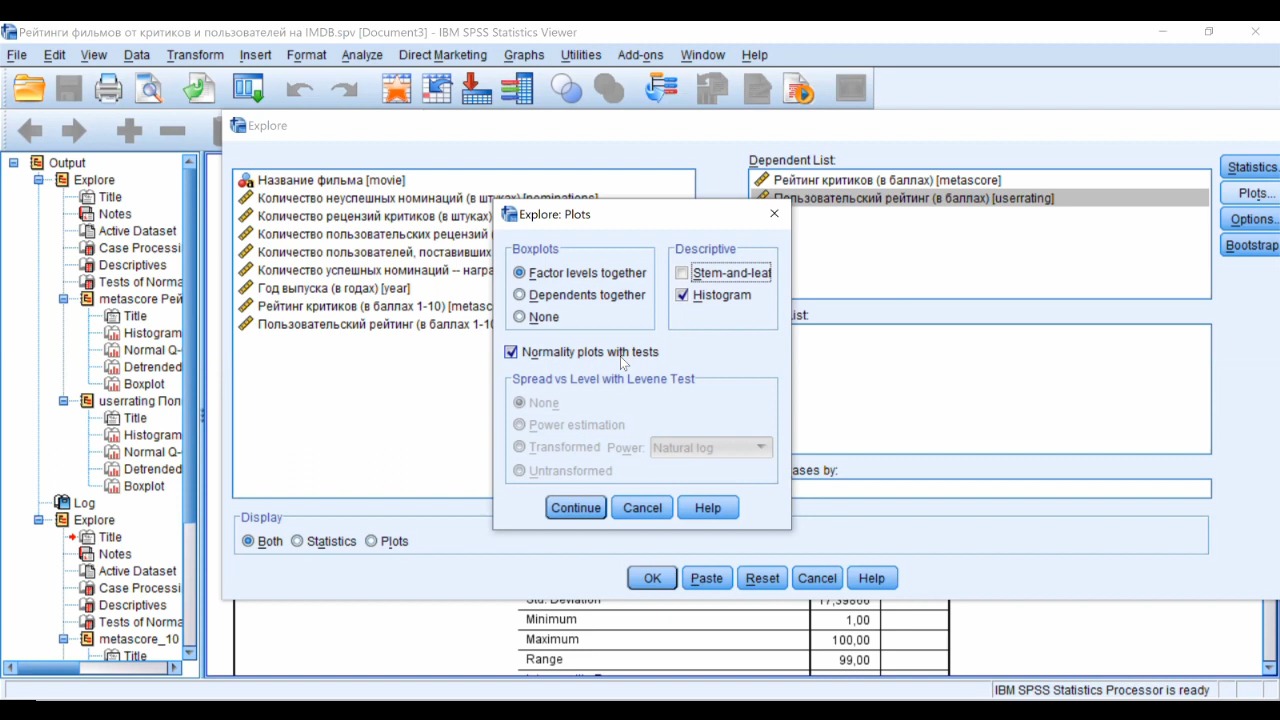 Рейтинги фильмов от критиков и пользователей на IMDB.spv [Document3] - IBM SPSS Statistics Viewer
File Edit View Data Transform Insert Format Analyze Direct Marketing Graphs Utilities Add-ons Window Help
Explore
Output
Explore
Title
Notes
Active Dataset
Case Processi
Descriptives
Tests of Norma
metascore Рей
Title
Histogram
Normal Q-
Detrended
Boxplot
userrating Пол
Title
Histogram
Normal Q-
Detrended
Boxplot
Log
Explore
Title
Notes
Active Dataset
Case Processi
Descriptives
Tests of Norma
metascore_10
Title
Название фильма [movie]
Количество неуспешных номинаций (в штуках) [nominations]
Количество рецензий критиков (в штуках)
Количество пользовательских рецензий (
Количество пользователей, поставивших
Количество успешных номинаций -- награ
Год выпуска (в годах) [year]
Рейтинг критиков (в баллах 1-10) [metasc
Пользовательский рейтинг (в баллах 1-10
Dependent List:
Рейтинг критиков (в баллах) [metascore]
Пользовательский рейтинг (в баллах) [userrating]
List:
ases by:
Statistics.
Plots...
Options..
Bootstrap
Explore: Plots
Boxplots
Factor levels together
Dependents together
None
Descriptive
Stem-and-leaf
Histogram
Normality plots with tests
Spread vs Level with Levene Test
None
Power estimation
Transformed Power: Natural log
Untransformed
Continue Cancel Help
Display
Both Statistics Plots
OK Paste Reset Cancel Help
Std. Deviation 17,39866
Minimum 1,00
Maximum 100,00
Range 99,00
IBM SPSS Statistics Processor is ready